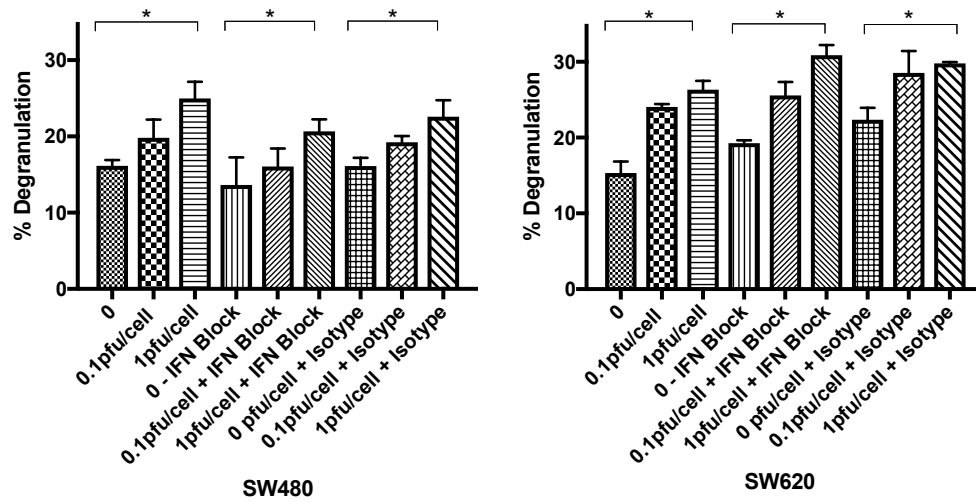 * * *
% Degranulation
30
20
10
0
0
0.1pfu/cell
1pfu/cell
0 - IFN Block
0.1pfu/cell + IFN Block
1pfu/cell + IFN Block
0 pfu/cell + Isotype
0.1pfu/cell + Isotype
1pfu/cell + Isotype
SW480
* * *
% Degranulation
30
20
10
0
0
0.1pfu/cell
1pfu/cell
0 - IFN Block
0.1pfu/cell + IFN Block
1pfu/cell + IFN Block
0 pfu/cell + Isotype
0.1pfu/cell + Isotype
1pfu/cell + Isotype
SW620